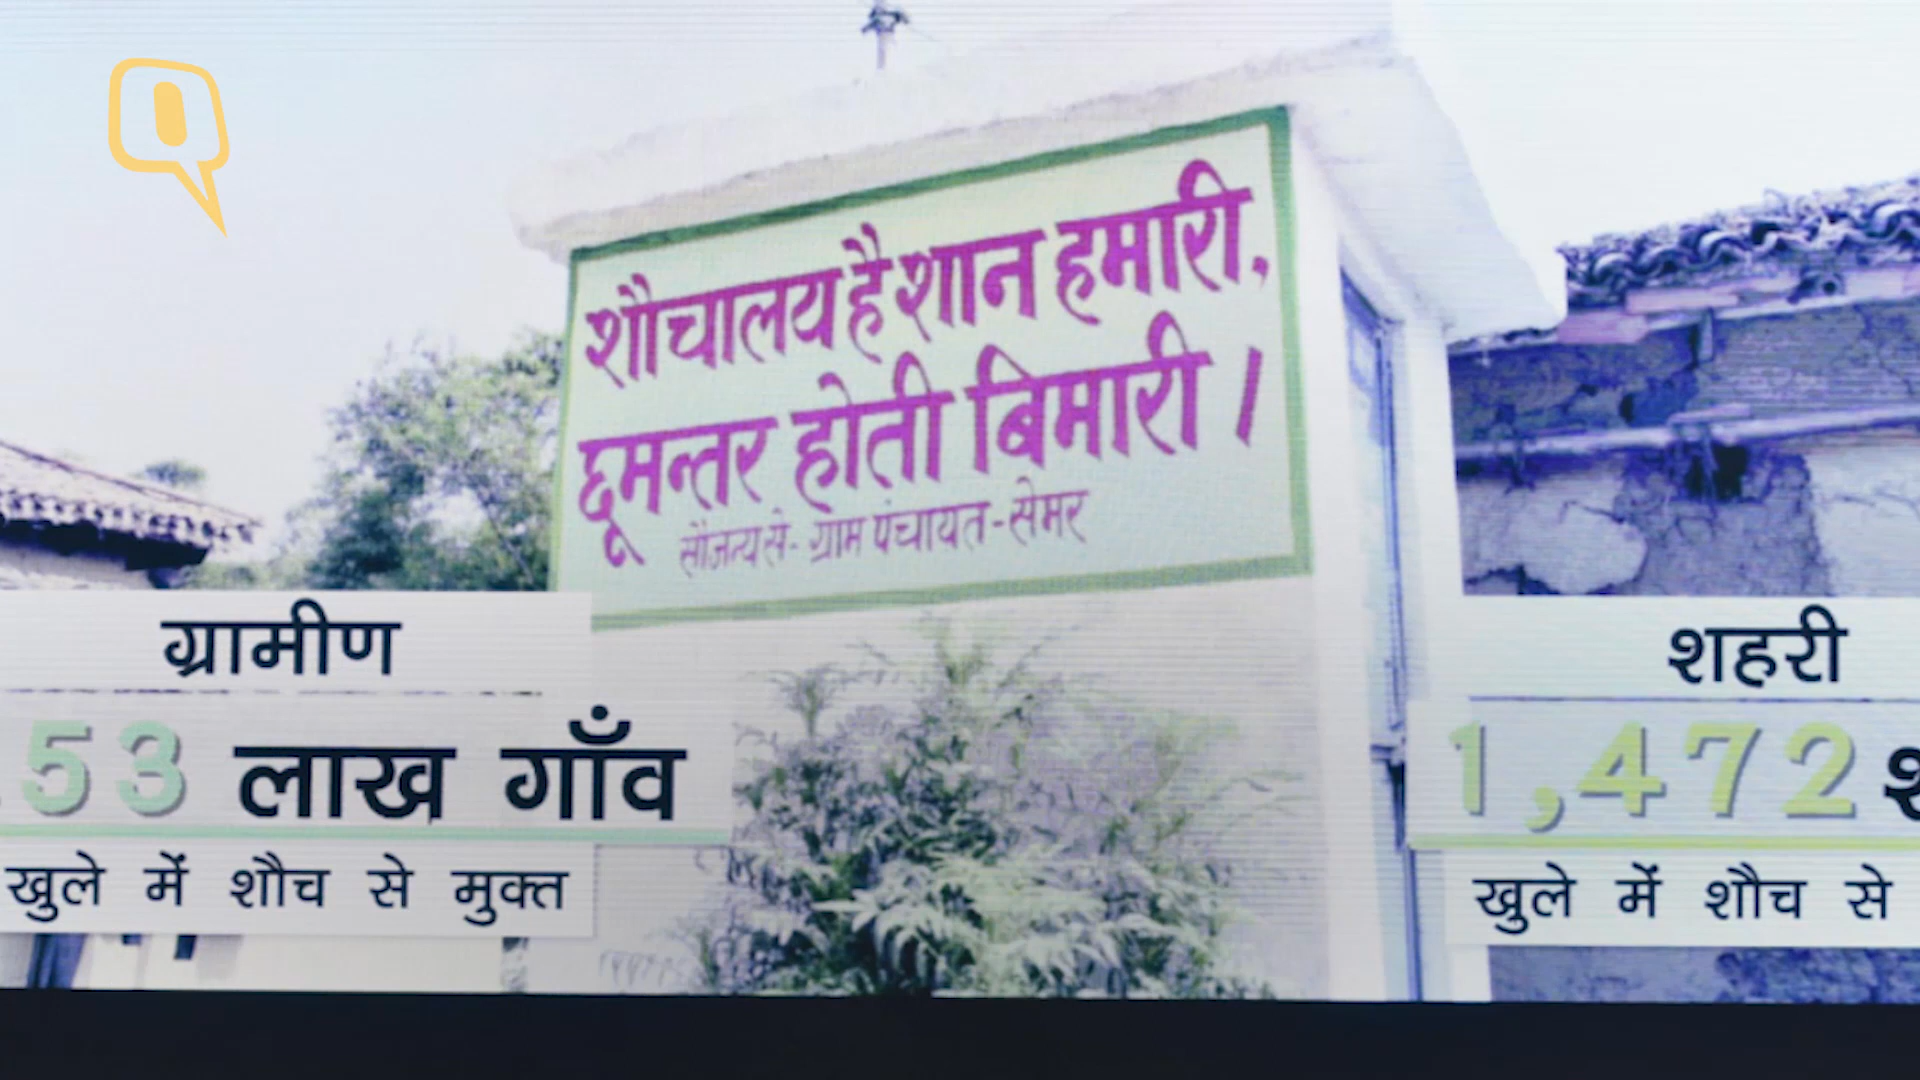 शौचालय है शान हमारी,
छूमन्तर होती बिमारी।
सौजन्य से- ग्राम पंचायत-सेमर
ग्रामीण
53 लाख गाँव
खुले में शौच से मुक्त
शहरी
1,472
खुले में शौच से